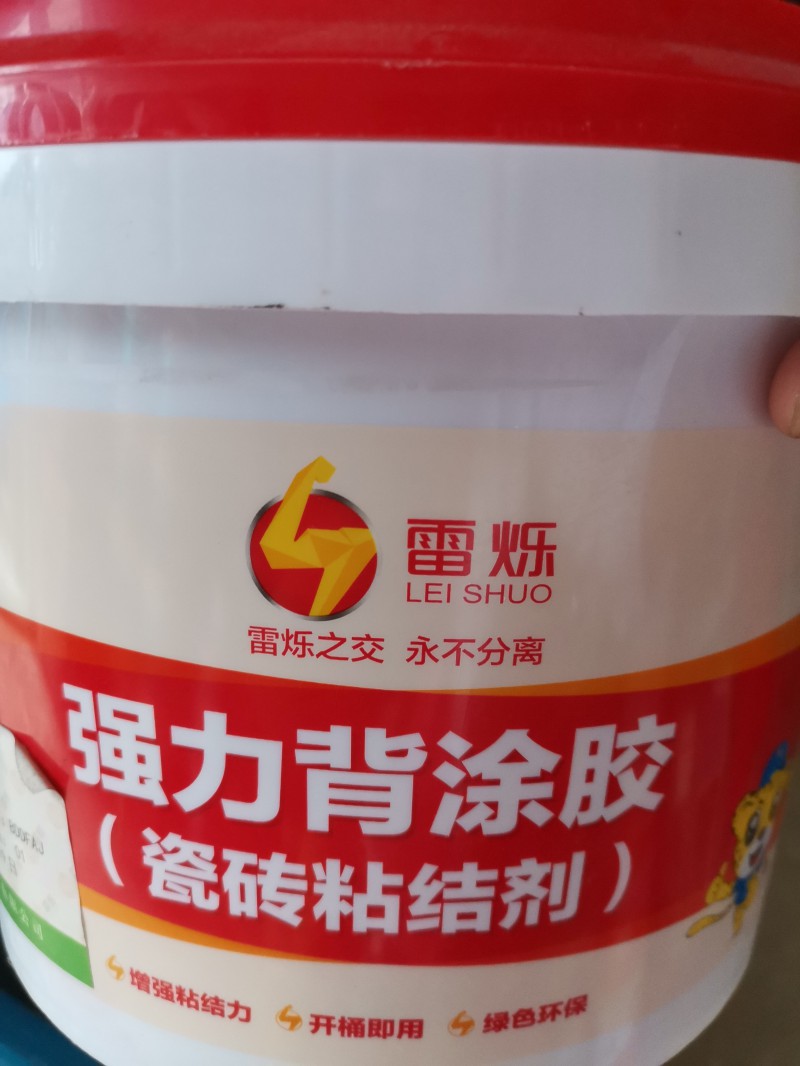 雷烁
LEI SHUO
雷烁之交 永不分离
强力背涂胶
（瓷砖粘结剂）
增强粘结力 开桶即用 绿色环保